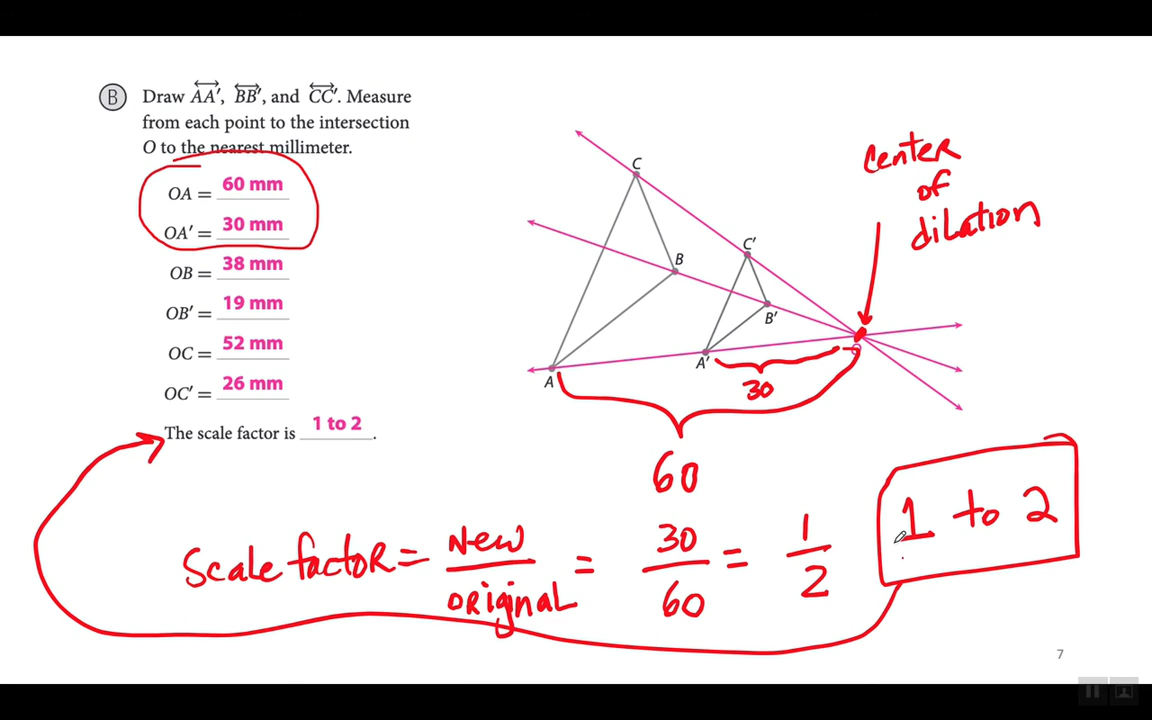 B Draw AA′, BB′, and CC′. Measure
from each point to the intersection
O to the nearest millimeter.
OA = 60 mm
OA′ = 30 mm
OB = 38 mm
OB′ = 19 mm
OC = 52 mm
OC′ = 26 mm
The scale factor is 1 to 2.
C
B
A
C'
B'
A'
center
of
dilation
30
60
Scale factor = New / original = 30 / 60 = 1 / 2
1 to 2
7